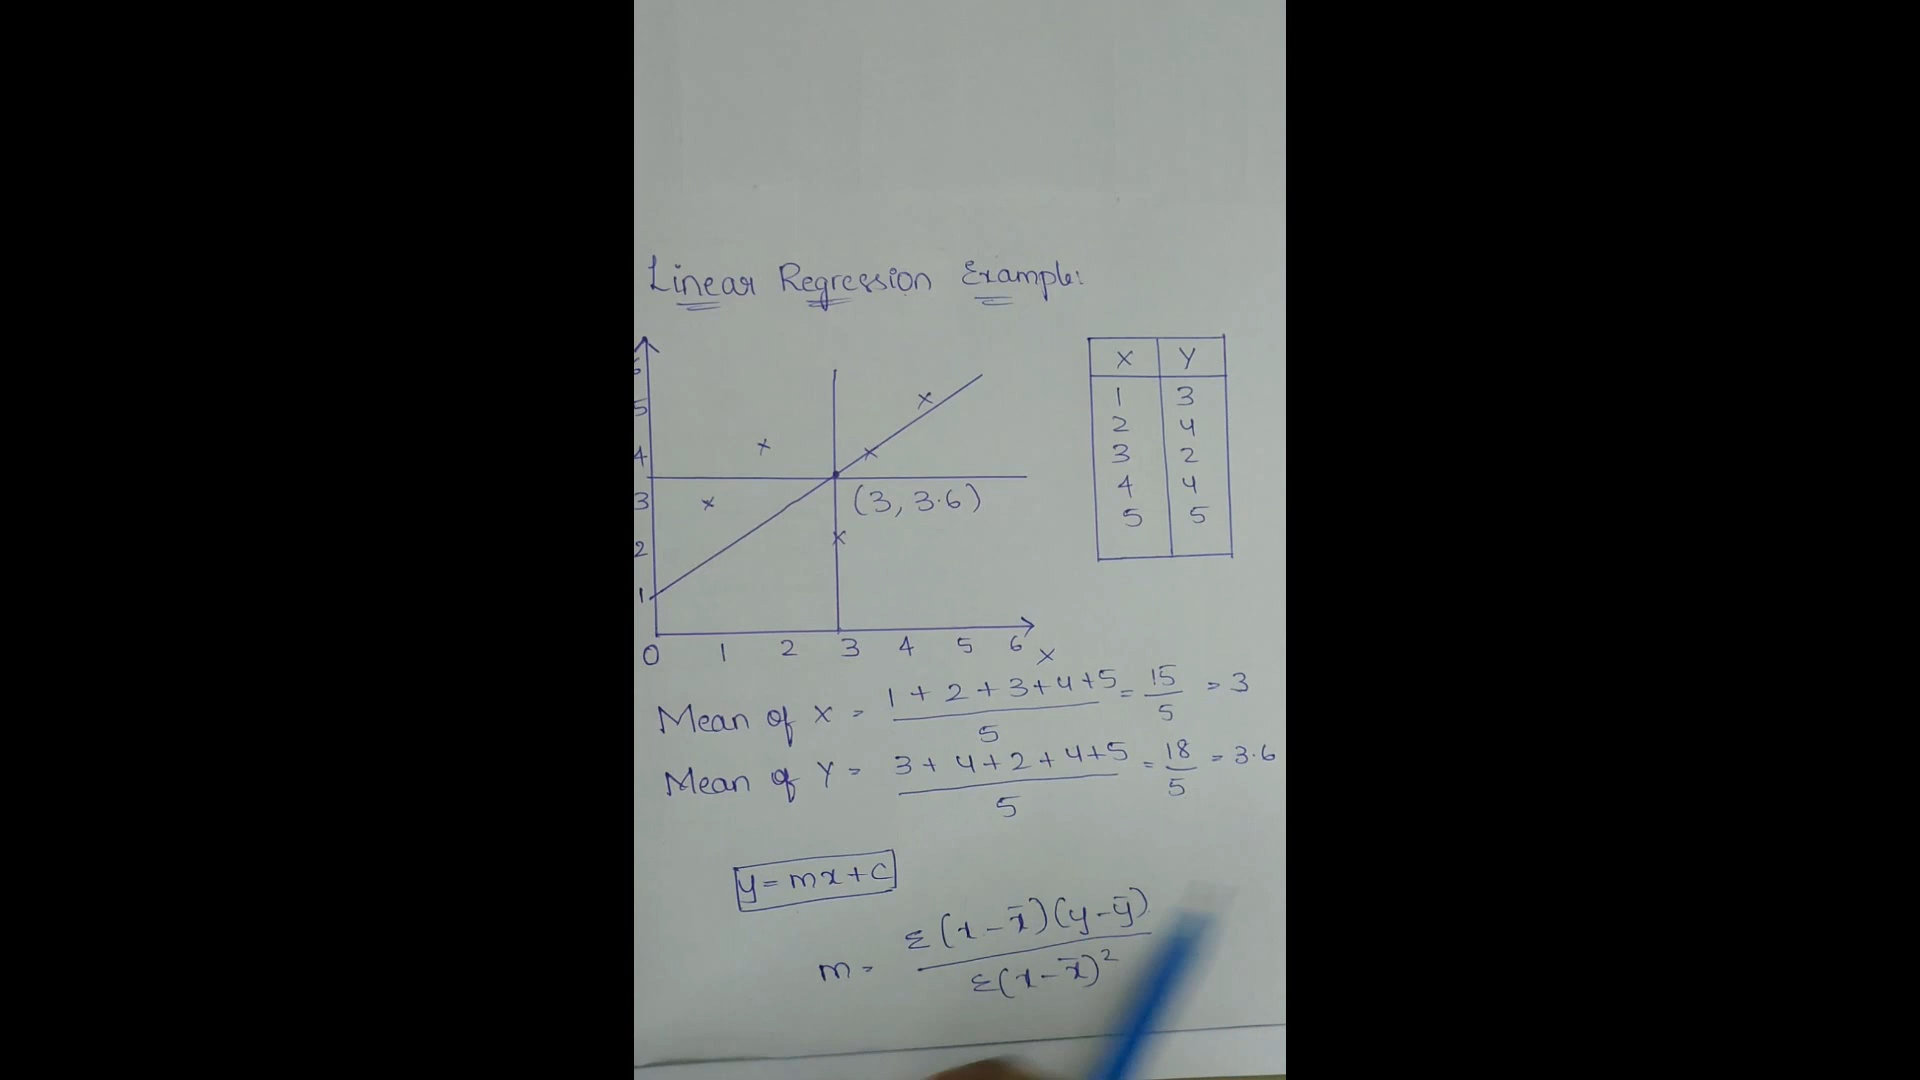 Linear Regression Example:
6
5
4
3
2
1
(3, 3.6)
0 1 2 3 4 5 6 x
X Y
1 3
2 4
3 2
4 4
5 5
Mean of X = 1+2+3+4+5/5 = 15/5 = 3
Mean of Y = 3+4+2+4+5/5 = 18/5 = 3.6
y = mx + c
m = Σ(x - x̄)(y - ȳ)/Σ(x - x̄)²